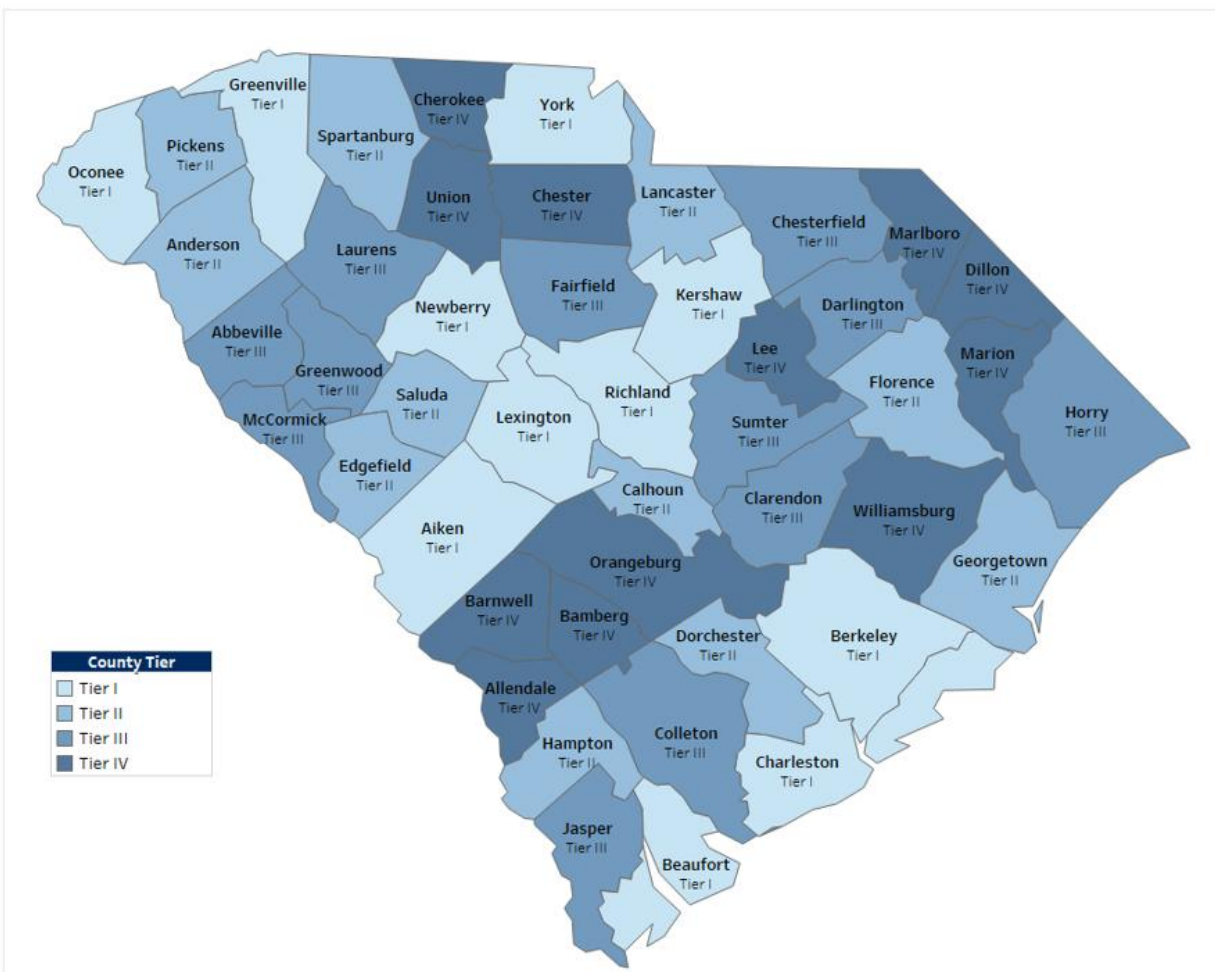 Greenville
Tier I
Cherokee
Tier IV
York
Tier I
Spartanburg
Tier II
Pickens
Tier II
Oconee
Tier I
Union
Tier IV
Chester
Tier IV
Lancaster
Tier II
Chesterfield
Tier III
Marlboro
Tier IV
Anderson
Tier II
Laurens
Tier III
Dillon
Tier IV
Newberry
Tier I
Fairfield
Tier III
Kershaw
Tier I
Darlington
Tier III
Abbeville
Tier III
Lee
Tier IV
Marion
Tier IV
Greenwood
Tier III
Saluda
Tier II
Richland
Tier I
Florence
Tier II
McCormick
Tier III
Lexington
Tier I
Sumter
Tier III
Horry
Tier III
Edgefield
Tier II
Calhoun
Tier II
Clarendon
Tier III
Williamsburg
Tier IV
Aiken
Tier I
Orangeburg
Tier IV
Georgetown
Tier II
Barnwell
Tier IV
Bamberg
Tier IV
Dorchester
Tier II
Berkeley
Tier I
Allendale
Tier IV
Hampton
Tier II
Colleton
Tier III
Charleston
Tier I
Jasper
Tier III
Beaufort
Tier I
County Tier
Tier I
Tier II
Tier III
Tier IV